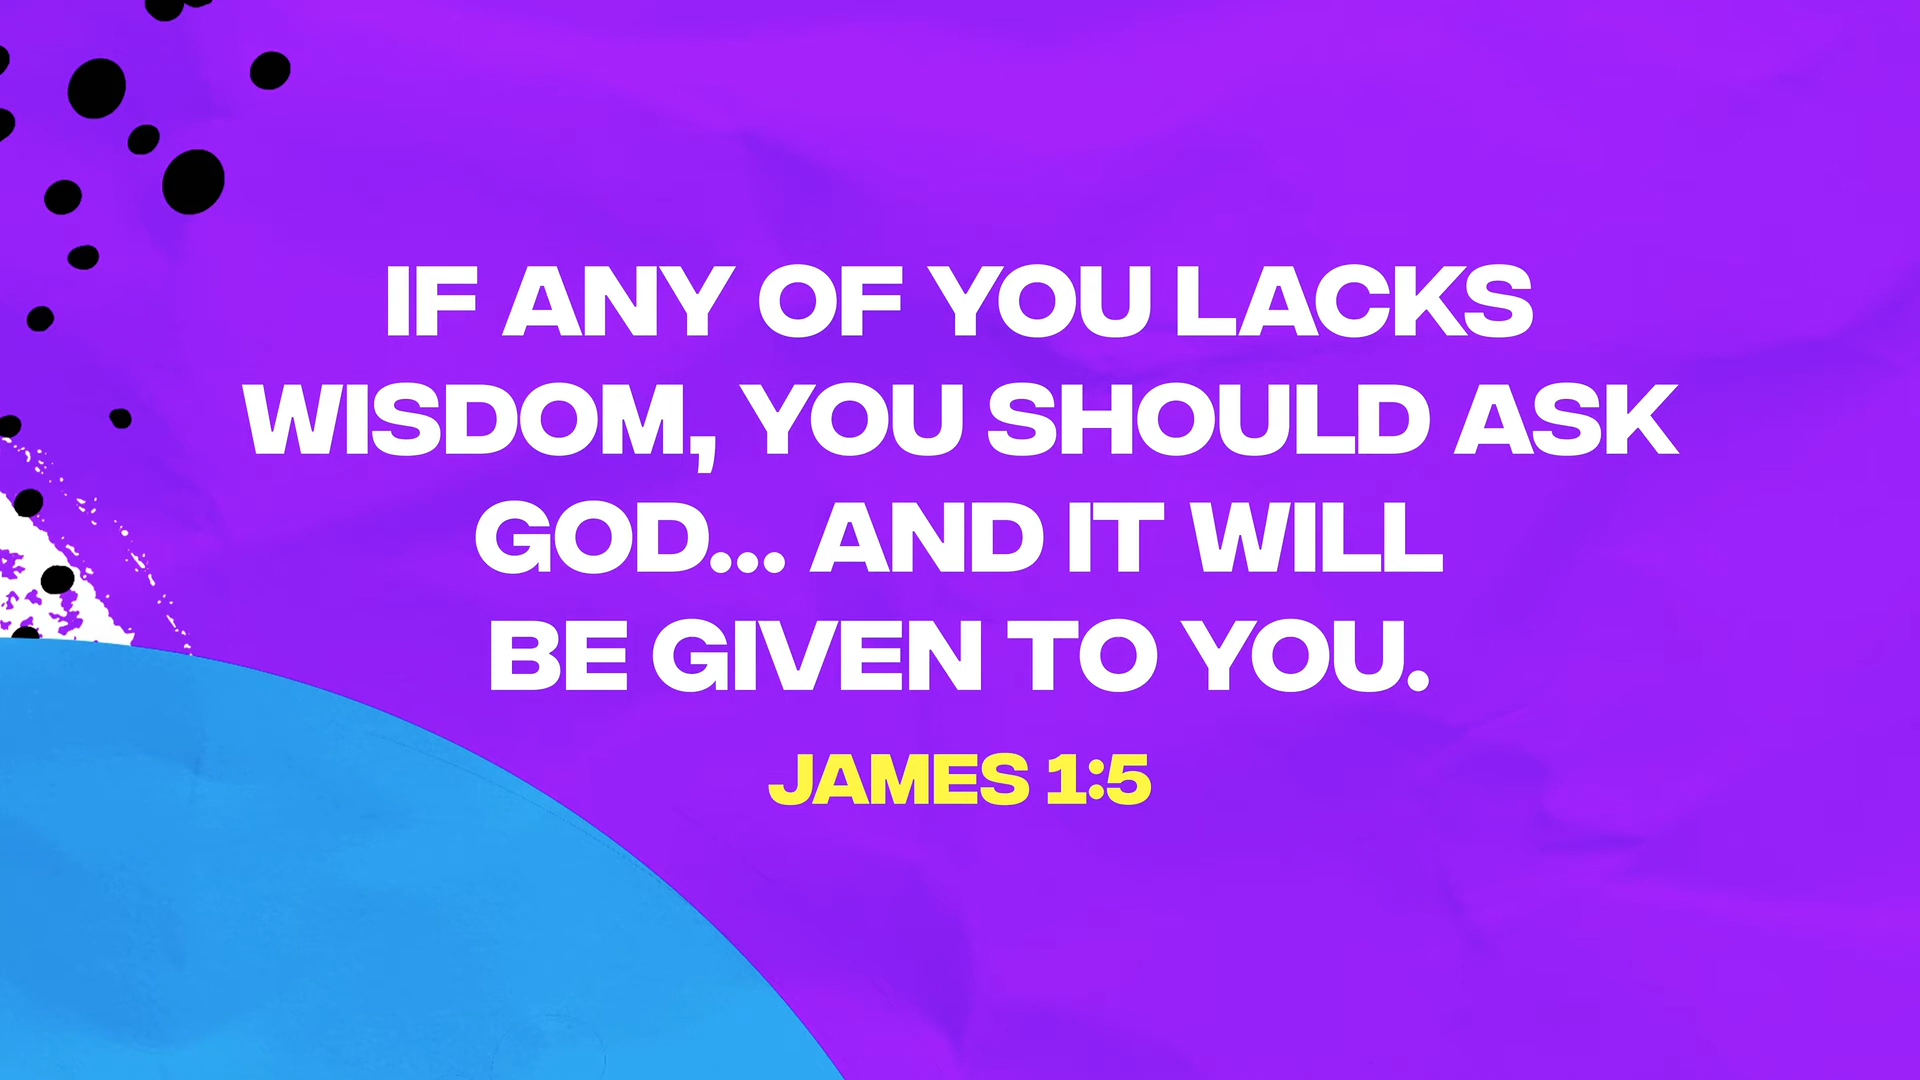 IF ANY OF YOU LACKS
WISDOM, YOU SHOULD ASK
GOD... AND IT WILL
BE GIVEN TO YOU.
JAMES 1:5